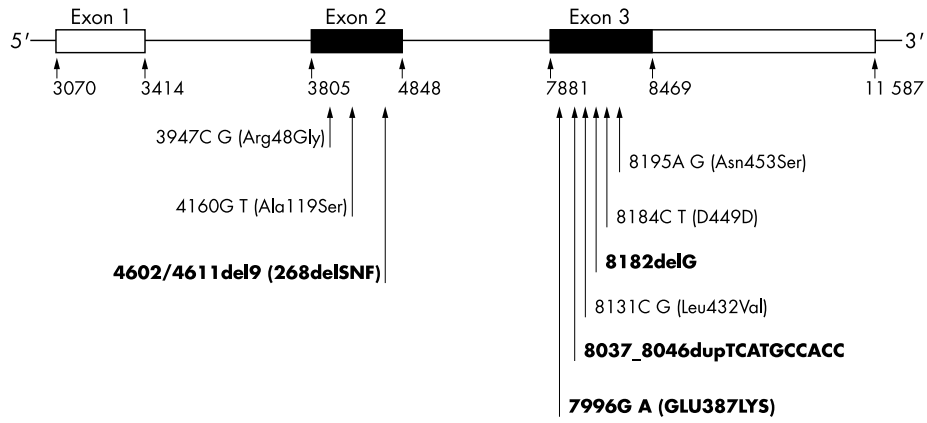 Exon 1 Exon 2 Exon 3
5′ 3′
3070 3414 3805 4848 7881 8469 11 587
3947C G (Arg48Gly)
8195A G (Asn453Ser)
4160G T (Ala119Ser)
8184C T (D449D)
4602/4611del9 (268delSNF)
8182delG
8131C G (Leu432Val)
8037_8046dupTCATGCCACC
7996G A (GLU387LYS)